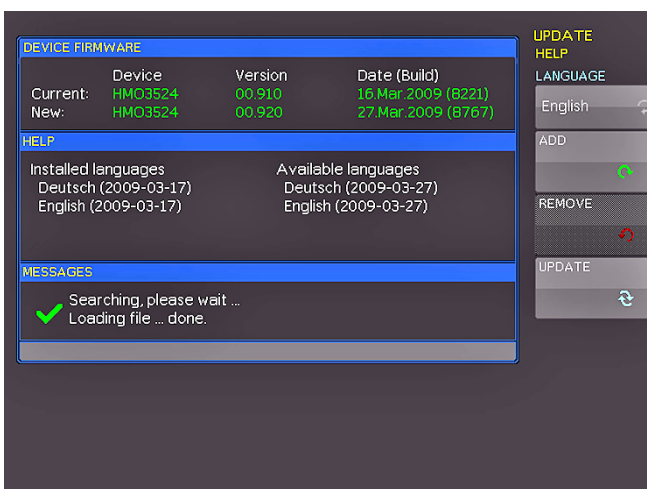 DEVICE FIRMWARE
Device Version Date (Build)
Current: HMO3524 00.910 16.Mar.2009 (8221)
New: HMO3524 00.920 27.Mar.2009 (8767)
HELP
Installed languages Available languages
Deutsch (2009-03-17) Deutsch (2009-03-27)
English (2009-03-17) English (2009-03-27)
MESSAGES
Searching, please wait ...
Loading file ... done.
UPDATE
HELP
LANGUAGE
English
ADD
REMOVE
UPDATE